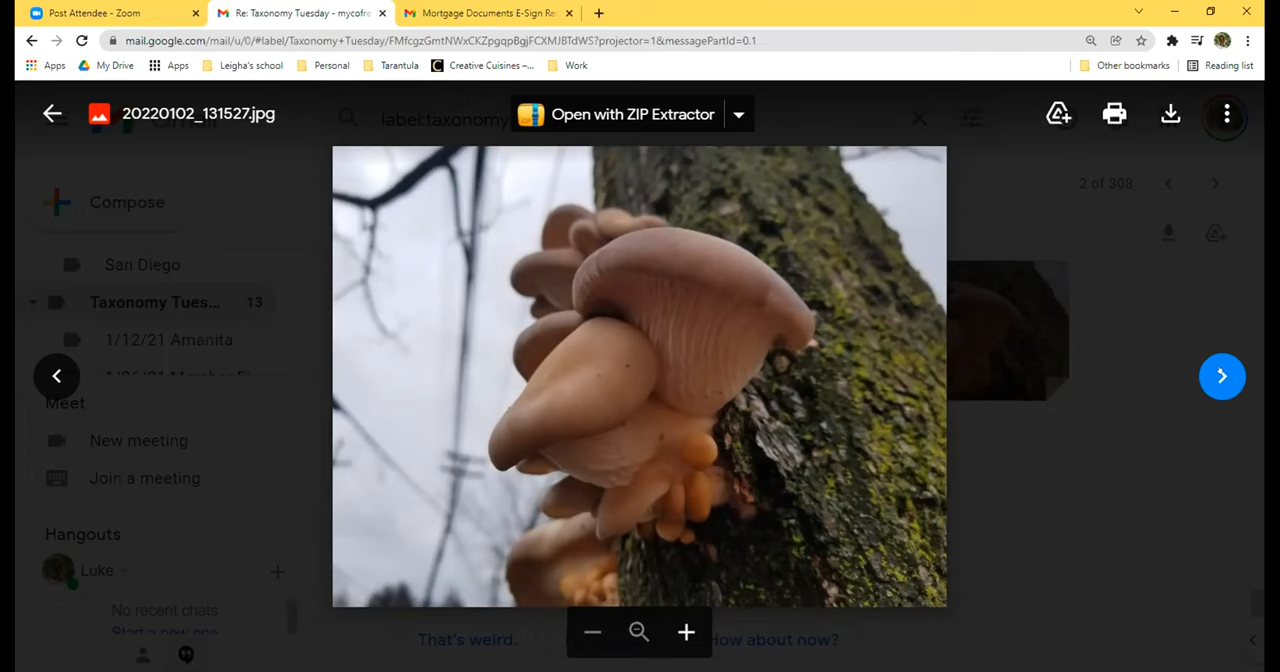 Post Attendee - Zoom
Re: Taxonomy Tuesday - mycofre
Mortgage Documents E-Sign Re
mail.google.com/mail/u/0/#label/Taxonomy+Tuesday/FMfcgzGmtNWxCKZpgqpBgjFCXMJBTdWS?projector=1&messagePartId=0.1
Apps
My Drive
Apps
Leigha's school
Personal
Tarantula
Creative Cuisines –...
Work
Other bookmarks
Reading list
20220102_131527.jpg
label:taxonomy
Open with ZIP Extractor
Compose
2 of 308
San Diego
Taxonomy Tues... 13
1/12/21 Amanita
Meet
New meeting
Join a meeting
Hangouts
Luke
No recent chats
Start a new one
That's weird.
How about now?